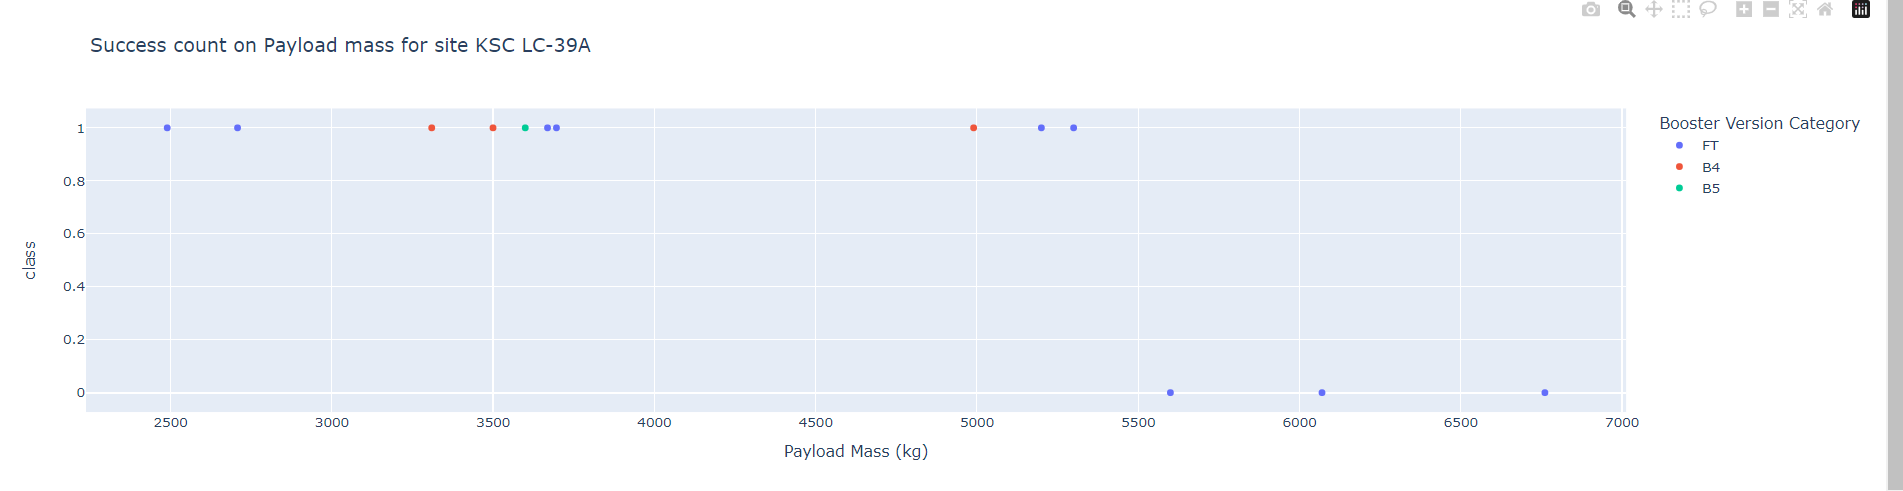 Success count on Payload mass for site KSC LC-39A
1
0.8
0.6
0.4
0.2
0
class
2500 3000 3500 4000 4500 5000 5500 6000 6500 7000
Payload Mass (kg)
Booster Version Category
FT
B4
B5